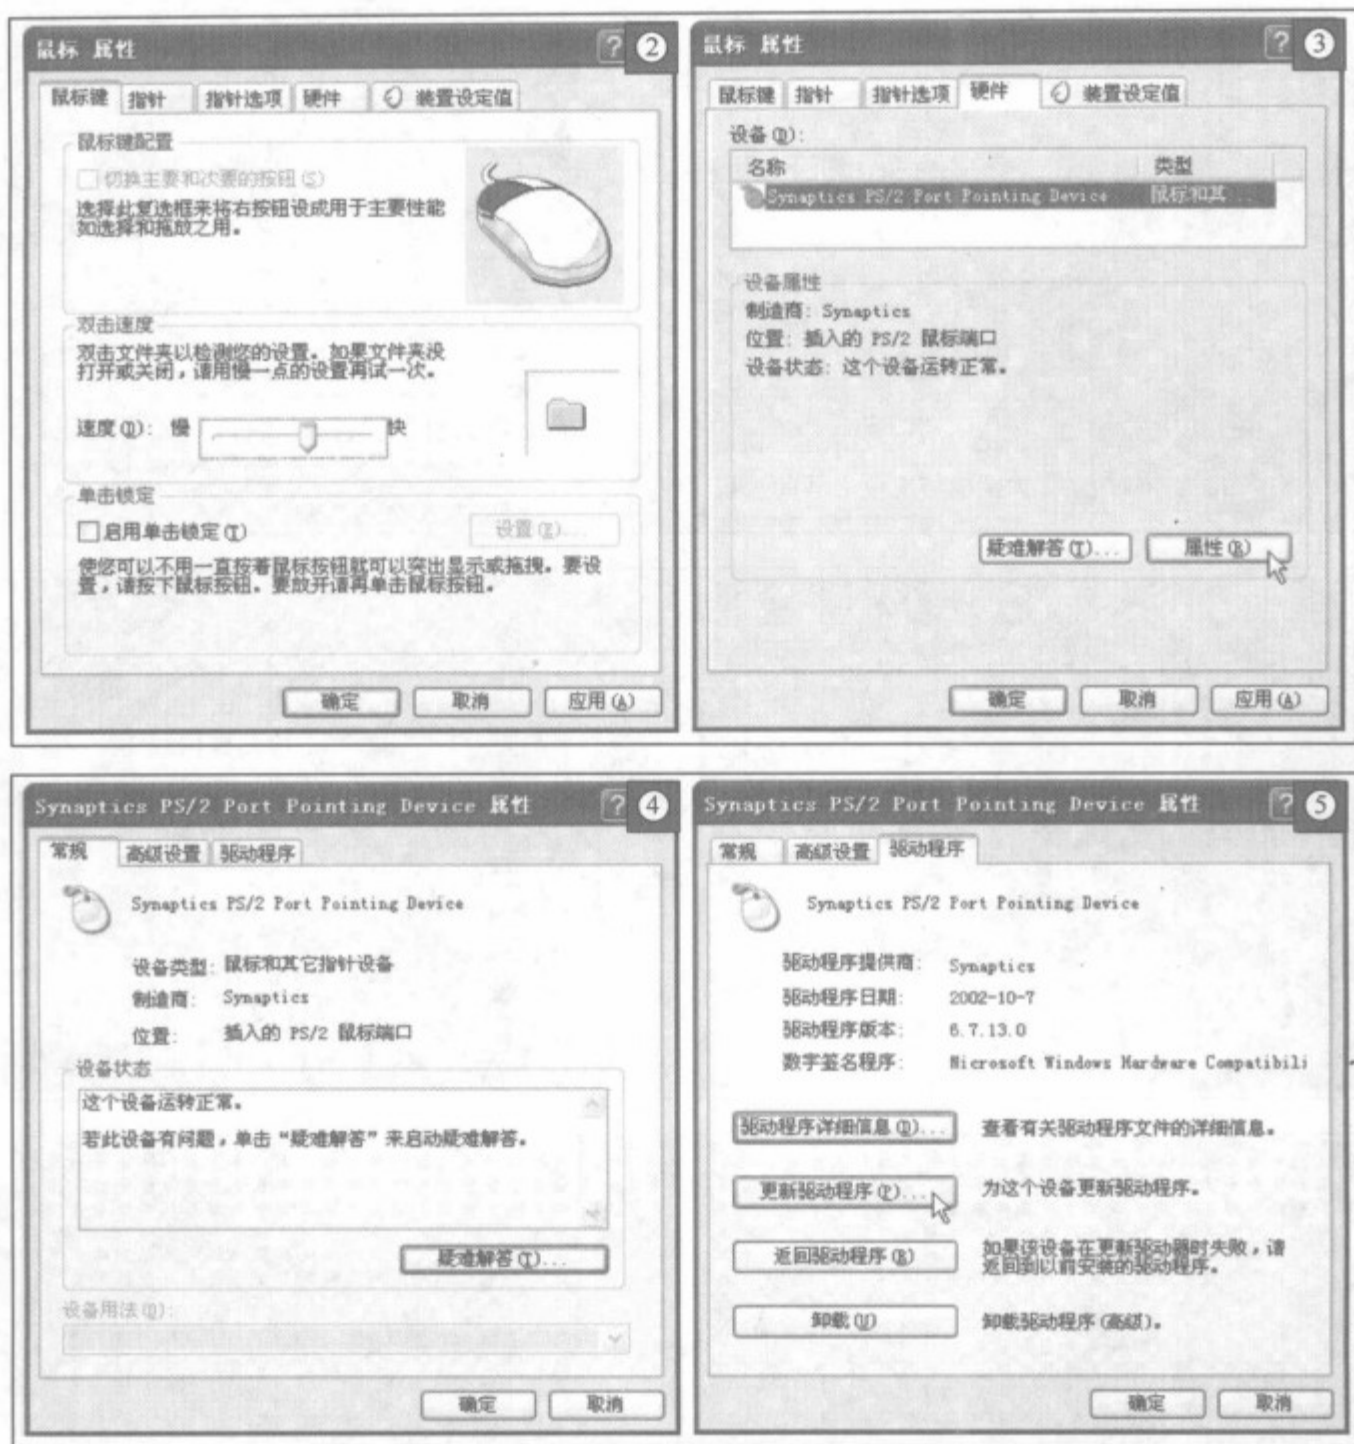 鼠标 属性
? ②
鼠标键 指针 指针选项 硬件 装置设定值
鼠标键配置
切换主要和次要的按钮(S)
选择此复选框来将右按钮设成用于主要性能
如选择和拖放之用。
双击速度
双击文件夹以检测您的设置。如果文件夹没
打开或关闭，请用慢一点的设置再试一次。
速度(D): 慢 快
单击锁定
启用单击锁定(T) 设置(E)...
使您可以不用一直按着鼠标按钮就可以突出显示或拖拽。要设
置，请按下鼠标按钮。要放开请再单击鼠标按钮。
确定 取消 应用(A)
鼠标 属性
? ③
鼠标键 指针 指针选项 硬件 装置设定值
设备(D):
名称 类型
Synaptics PS/2 Port Pointing Device 鼠标和其...
设备属性
制造商: Synaptics
位置: 插入的 PS/2 鼠标端口
设备状态: 这个设备运转正常。
疑难解答(T)... 属性(R)
确定 取消 应用(A)
Synaptics PS/2 Port Pointing Device 属性
? ④
常规 高级设置 驱动程序
Synaptics PS/2 Port Pointing Device
设备类型: 鼠标和其它指针设备
制造商: Synaptics
位置: 插入的 PS/2 鼠标端口
设备状态
这个设备运转正常。
若此设备有问题，单击“疑难解答”来启动疑难解答。
疑难解答(T)...
设备用法(D):
确定 取消
Synaptics PS/2 Port Pointing Device 属性
? ⑤
常规 高级设置 驱动程序
Synaptics PS/2 Port Pointing Device
驱动程序提供商: Synaptics
驱动程序日期: 2002-10-7
驱动程序版本: 6.7.13.0
数字签名程序: Microsoft Windows Hardware Compatibili
驱动程序详细信息(D)... 查看有关驱动程序文件的详细信息。
更新驱动程序(P)... 为这个设备更新驱动程序。
返回驱动程序(R) 如果该设备在更新驱动器时失败，请
返回到以前安装的驱动程序。
卸载(U) 卸载驱动程序(高级)。
确定 取消